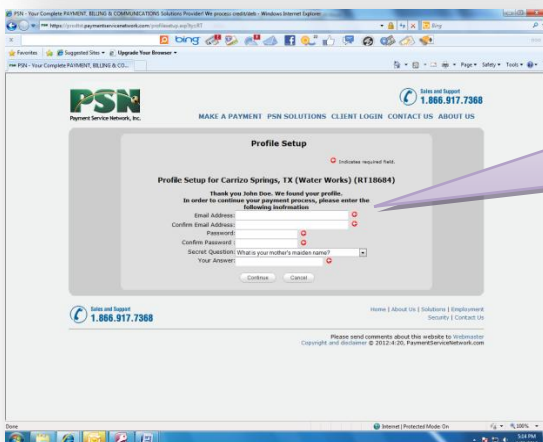 PSN - Your Complete PAYMENT, BILLING & COMMUNICATIONS Solutions Provider We process credit/debit - Windows Internet Explorer
Bing
Favorites Suggested Sites Upgrade Your Browser
PSN - Your Complete PAYMENT, BILLING & CO...
Page Safety Tools
bing
PSN
Payment Service Network, Inc.
Sales and Support
1.866.917.7368
MAKE A PAYMENT PSN SOLUTIONS CLIENT LOGIN CONTACT US ABOUT US
Profile Setup
Indicates required field.
Profile Setup for Carrizo Springs, TX (Water Works) (RT18684)
Thank you John Doe. We found your profile.
In order to continue your payment process, please enter the
following inofrmation
Email Address:
Confirm Email Address:
Password:
Confirm Password :
Secret Question: What is your mother's maiden name?
Your Answer:
Continue Cancel
Sales and Support
1.866.917.7368
Home | About Us | Solutions | Employment
Security | Contact Us
Please send comments about this website to Webmaster
Copyright and disclaimer © 2012:4:20, PaymentServiceNetwork.com
Done
Internet | Protected Mode: On
100%
5:14 PM